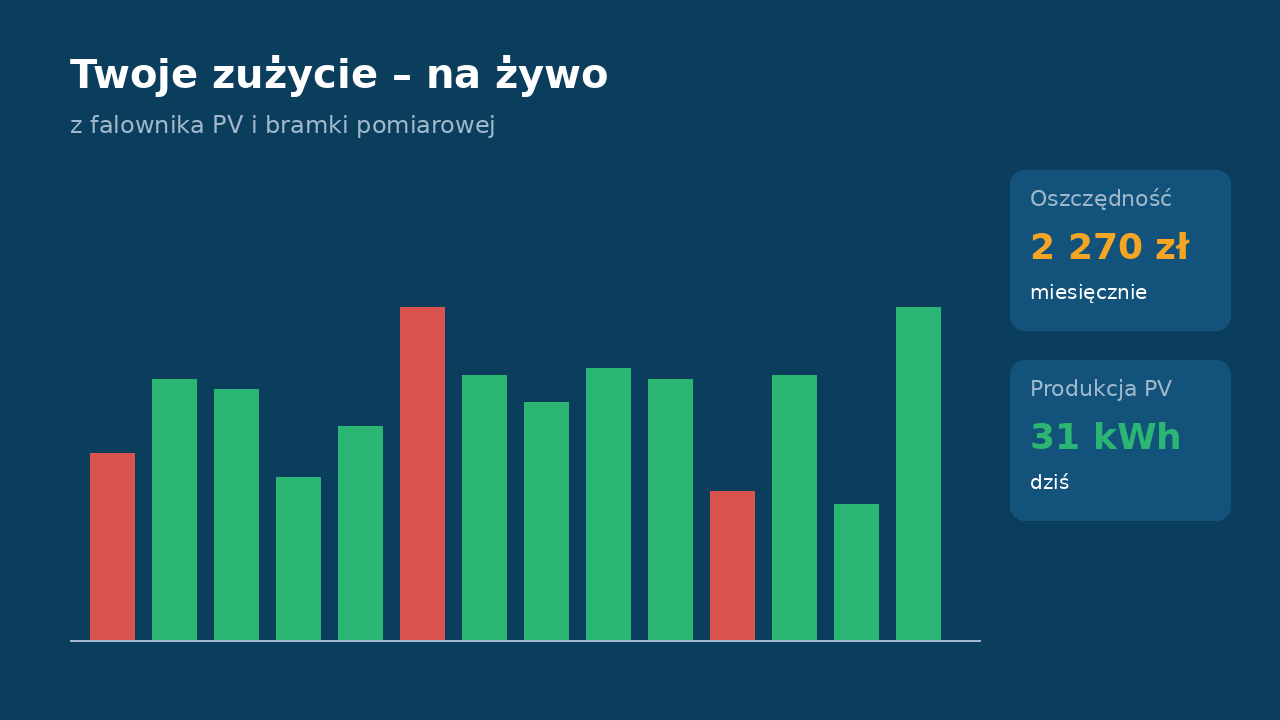 Twoje zużycie – na żywo
z falownika PV i bramki pomiarowej
Oszczędność
2 270 zł
miesięcznie
Produkcja PV
31 kWh
dziś